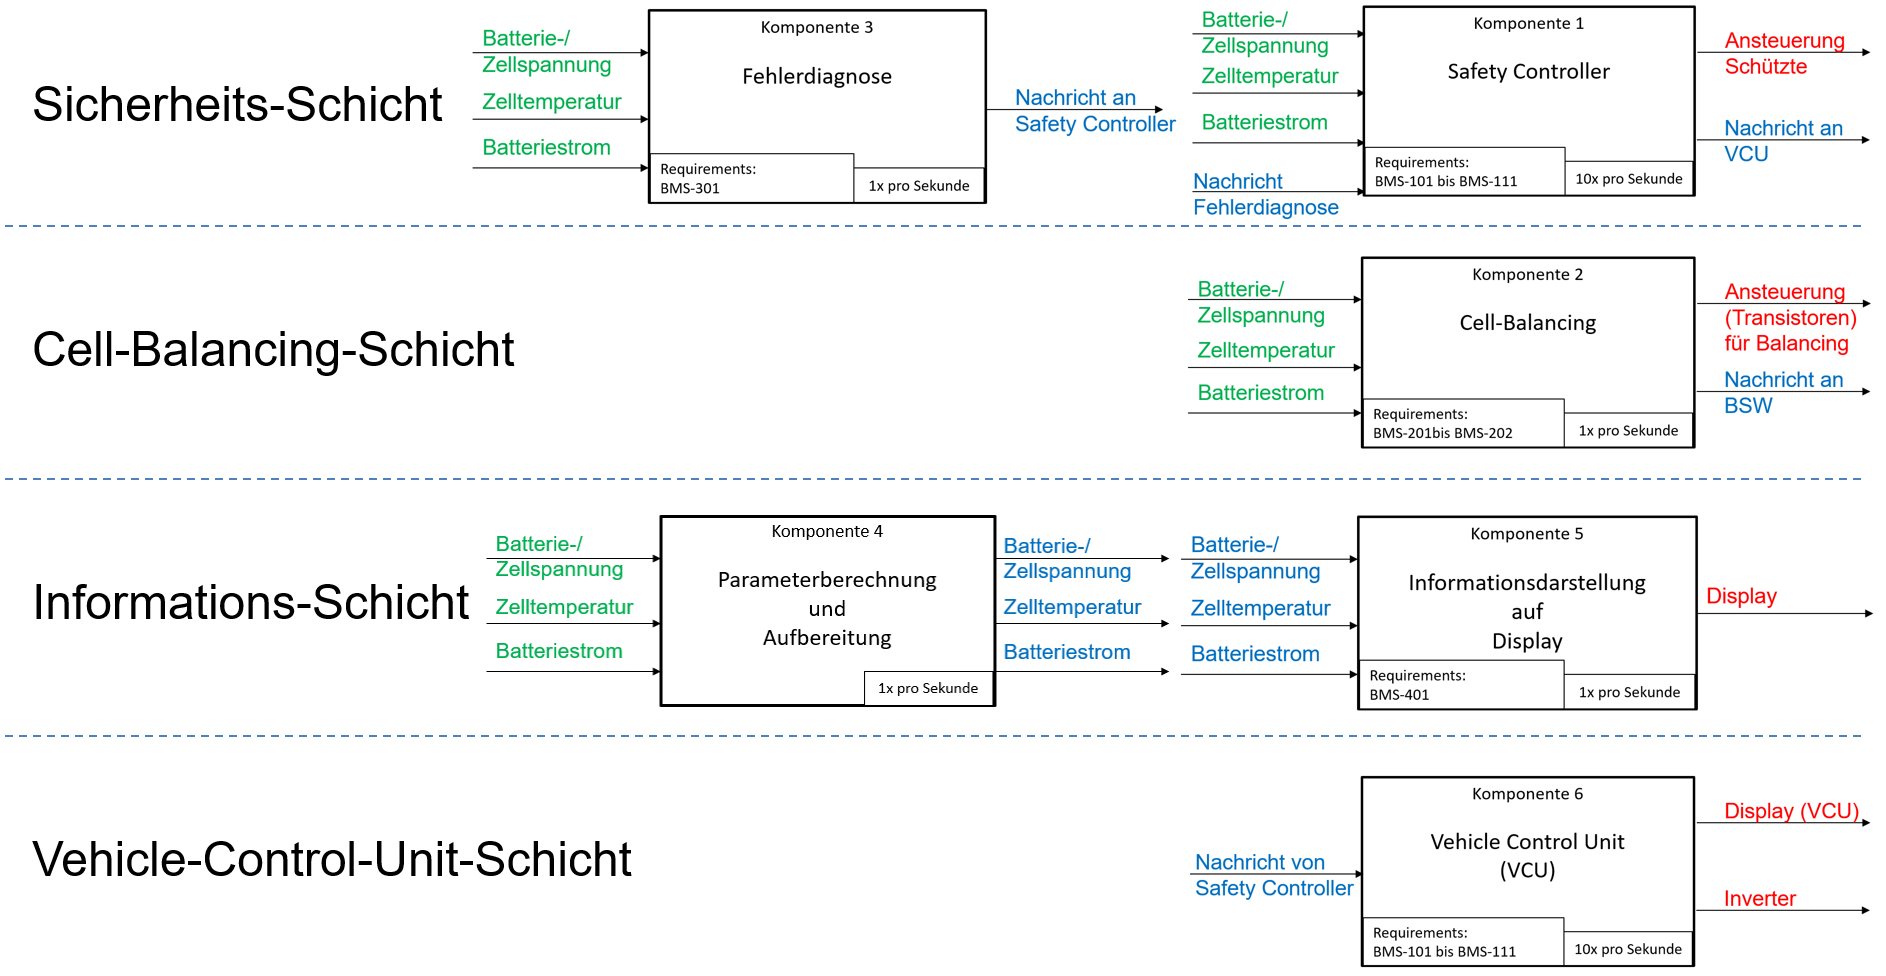 Sicherheits-Schicht
Batterie-/
Zellspannung
Zelltemperatur
Batteriestrom
Komponente 3
Fehlerdiagnose
Requirements:
BMS-301
1x pro Sekunde
Nachricht an
Safety Controller
Batterie-/
Zellspannung
Zelltemperatur
Batteriestrom
Nachricht
Fehlerdiagnose
Komponente 1
Safety Controller
Requirements:
BMS-101 bis BMS-111
10x pro Sekunde
Ansteuerung
Schützte
Nachricht an
VCU
Cell-Balancing-Schicht
Batterie-/
Zellspannung
Zelltemperatur
Batteriestrom
Komponente 2
Cell-Balancing
Requirements:
BMS-201bis BMS-202
1x pro Sekunde
Ansteuerung
(Transistoren)
für Balancing
Nachricht an
BSW
Informations-Schicht
Batterie-/
Zellspannung
Zelltemperatur
Batteriestrom
Komponente 4
Parameterberechnung
und
Aufbereitung
1x pro Sekunde
Batterie-/
Zellspannung
Zelltemperatur
Batteriestrom
Batterie-/
Zellspannung
Zelltemperatur
Batteriestrom
Komponente 5
Informationsdarstellung
auf
Display
Requirements:
BMS-401
1x pro Sekunde
Display
Vehicle-Control-Unit-Schicht
Nachricht von
Safety Controller
Komponente 6
Vehicle Control Unit
(VCU)
Requirements:
BMS-101 bis BMS-111
10x pro Sekunde
Display (VCU)
Inverter